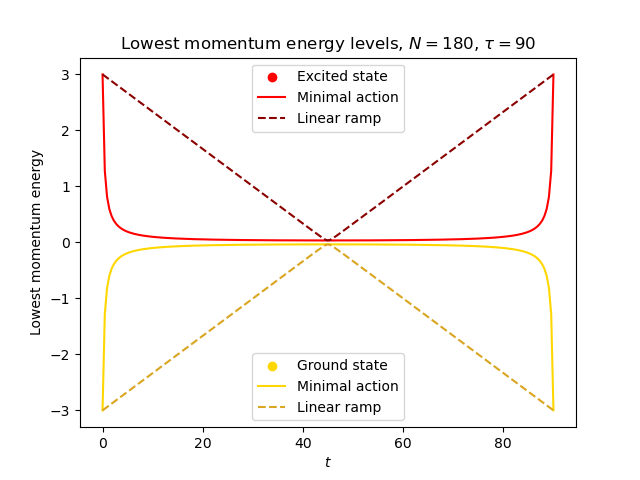 Lowest momentum energy levels, N = 180, τ = 90
3
2
1
0
−1
−2
−3
Lowest momentum energy
Excited state
Minimal action
Linear ramp
Ground state
Minimal action
Linear ramp
0 20 40 60 80
t